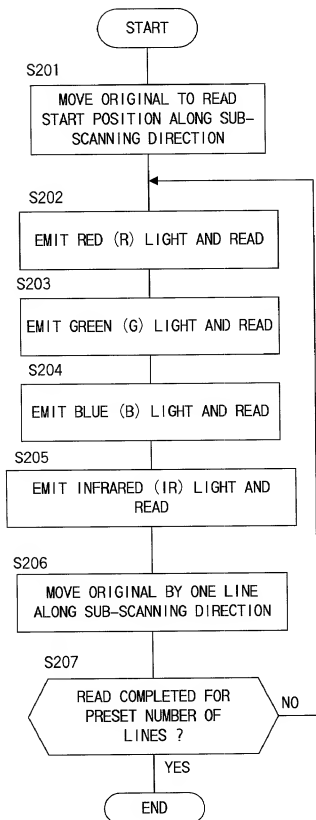 START
S201
MOVE ORIGINAL TO READ
START POSITION ALONG SUB-
SCANNING DIRECTION
S202
EMIT RED (R) LIGHT AND READ
S203
EMIT GREEN (G) LIGHT AND READ
S204
EMIT BLUE (B) LIGHT AND READ
S205
EMIT INFRARED (IR) LIGHT AND
READ
S206
MOVE ORIGINAL BY ONE LINE
ALONG SUB-SCANNING DIRECTION
S207
READ COMPLETED FOR
PRESET NUMBER OF
LINES ?
NO
YES
END